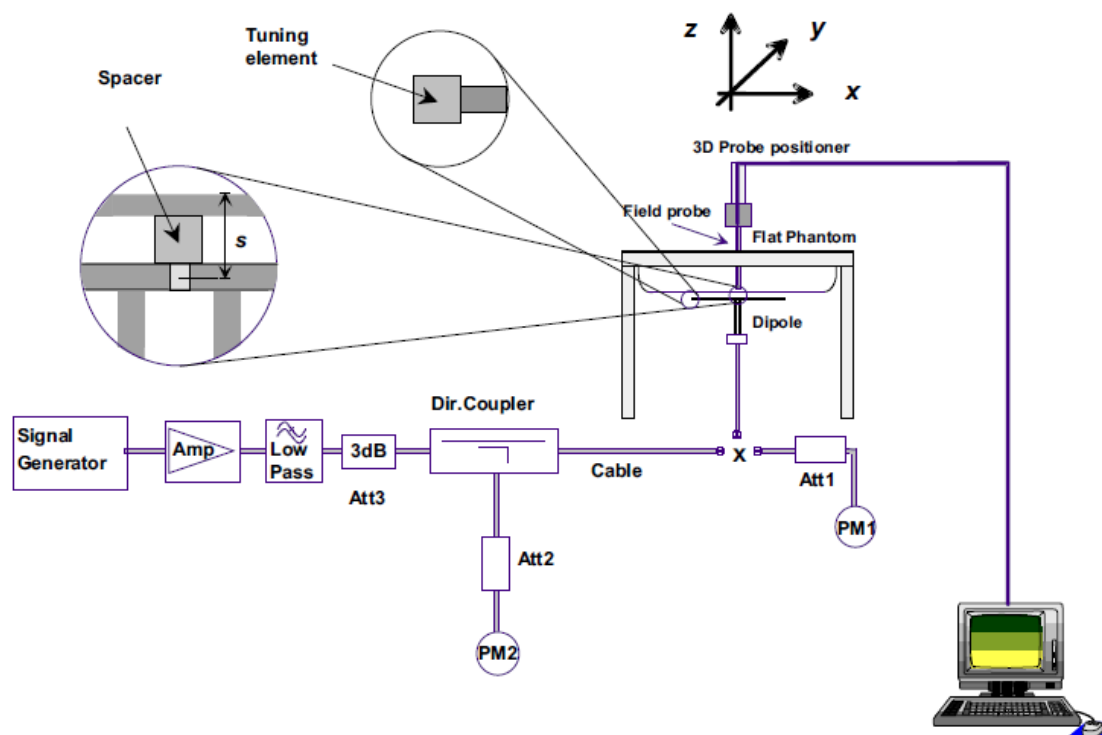 Tuning
element
Spacer
s
z
y
x
3D Probe positioner
Field probe
Flat Phantom
Dipole
Dir.Coupler
Signal
Generator
Amp
Low
Pass
3dB
Att3
Cable
x
Att1
PM1
Att2
PM2